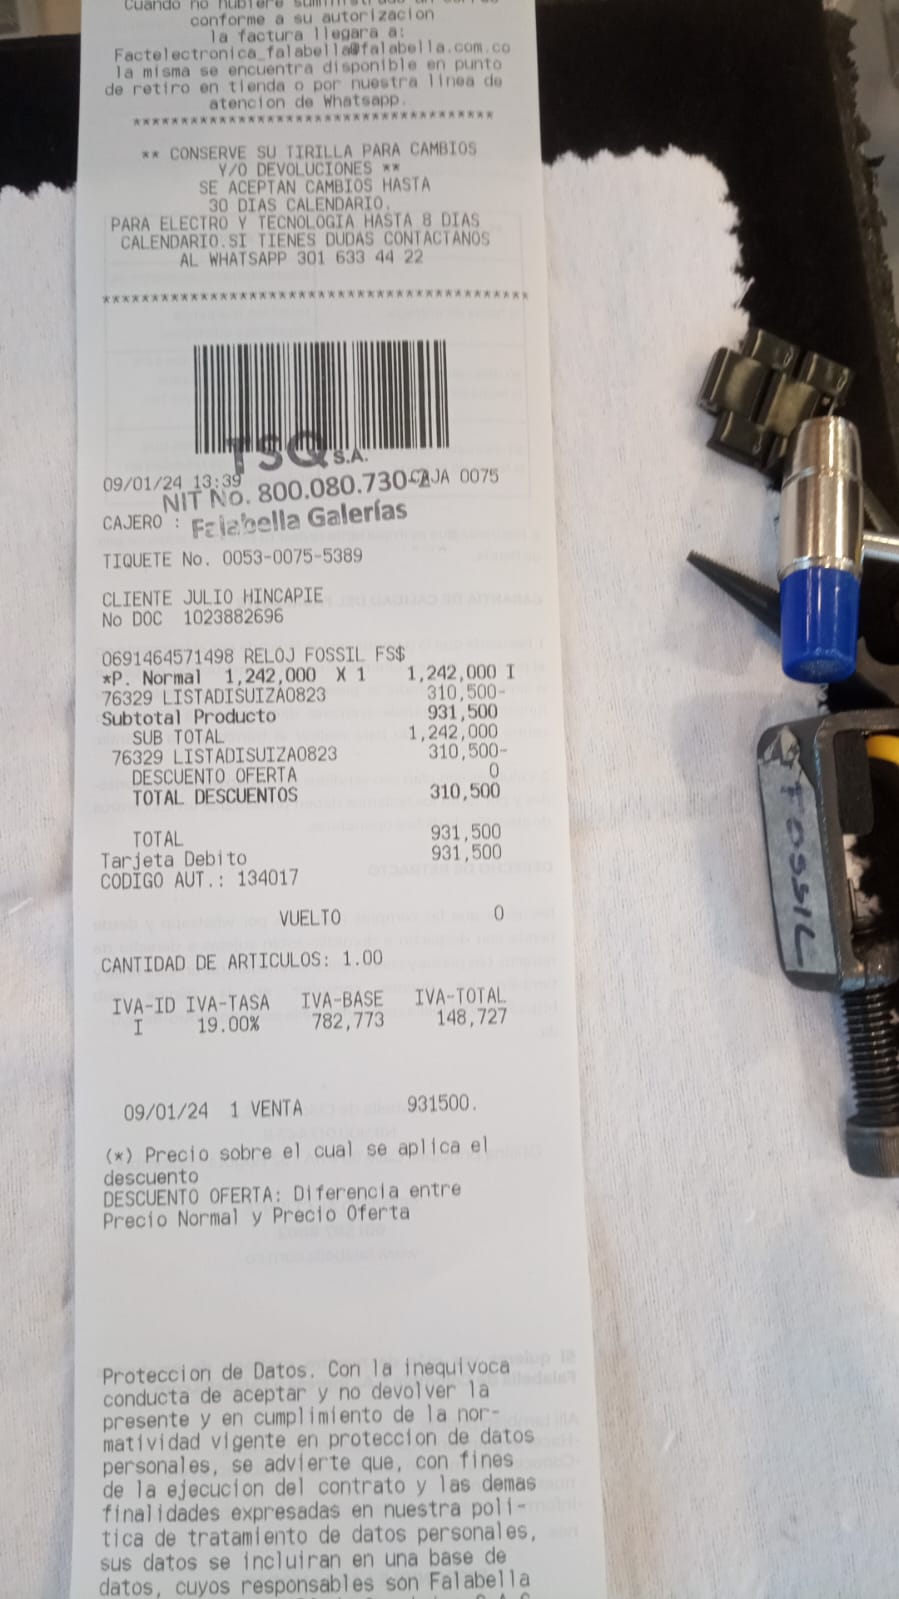 Cuando no hubiere
conforme a su autorizacion
la factura llegara a:
Factelectronica_falabella@falabella.com.co
la misma se encuentra disponible en punto
de retiro en tienda o por nuestra linea de
atencion de Whatsapp.
** CONSERVE SU TIRILLA PARA CAMBIOS
Y/O DEVOLUCIONES **
SE ACEPTAN CAMBIOS HASTA
30 DIAS CALENDARIO.
PARA ELECTRO Y TECNOLOGIA HASTA 8 DIAS
CALENDARIO.SI TIENES DUDAS CONTACTANOS
AL WHATSAPP 301 633 44 22
TSQ S.A.
09/01/24 13:39 CAJA 0075
NIT No. 800.080.730-2
CAJERO :
Falabella Galerías
TIQUETE No. 0053-0075-5389
CLIENTE JULIO HINCAPIE
No DOC 1023882696
0691464571498 RELOJ FOSSIL FS$
*P. Normal 1,242,000 X 1 1,242,000 I
76329 LISTADISUIZA0823 310,500-
Subtotal Producto 931,500
SUB TOTAL 1,242,000
76329 LISTADISUIZA0823 310,500-
DESCUENTO OFERTA 0
TOTAL DESCUENTOS 310,500
TOTAL 931,500
Tarjeta Debito 931,500
CODIGO AUT.: 134017
VUELTO 0
CANTIDAD DE ARTICULOS: 1.00
IVA-ID IVA-TASA IVA-BASE IVA-TOTAL
I 19.00% 782,773 148,727
09/01/24 1 VENTA 931500.
(*) Precio sobre el cual se aplica el
descuento
DESCUENTO OFERTA: Diferencia entre
Precio Normal y Precio Oferta
Proteccion de Datos. Con la inequivoca
conducta de aceptar y no devolver la
presente y en cumplimiento de la nor-
matividad vigente en proteccion de datos
personales, se advierte que, con fines
de la ejecucion del contrato y las demas
finalidades expresadas en nuestra poli-
tica de tratamiento de datos personales,
sus datos se incluiran en una base de
datos, cuyos responsables son Falabella
FOSSIL